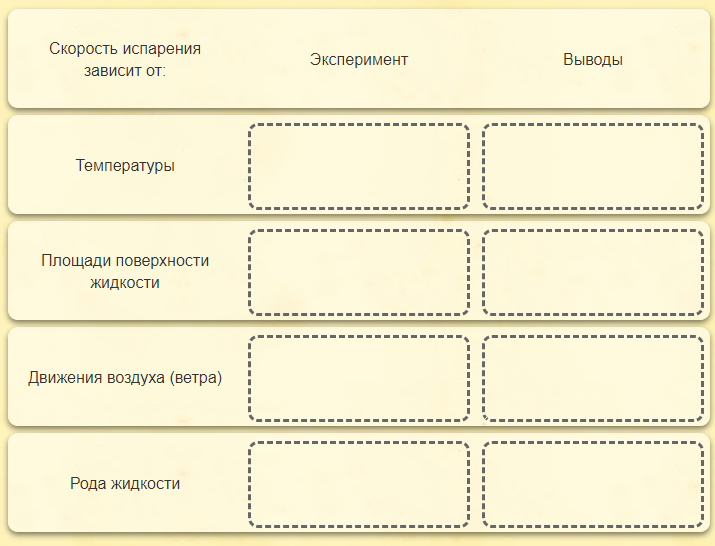 Скорость испарения
зависит от:
Эксперимент
Выводы
Температуры
Площади поверхности
жидкости
Движения воздуха (ветра)
Рода жидкости